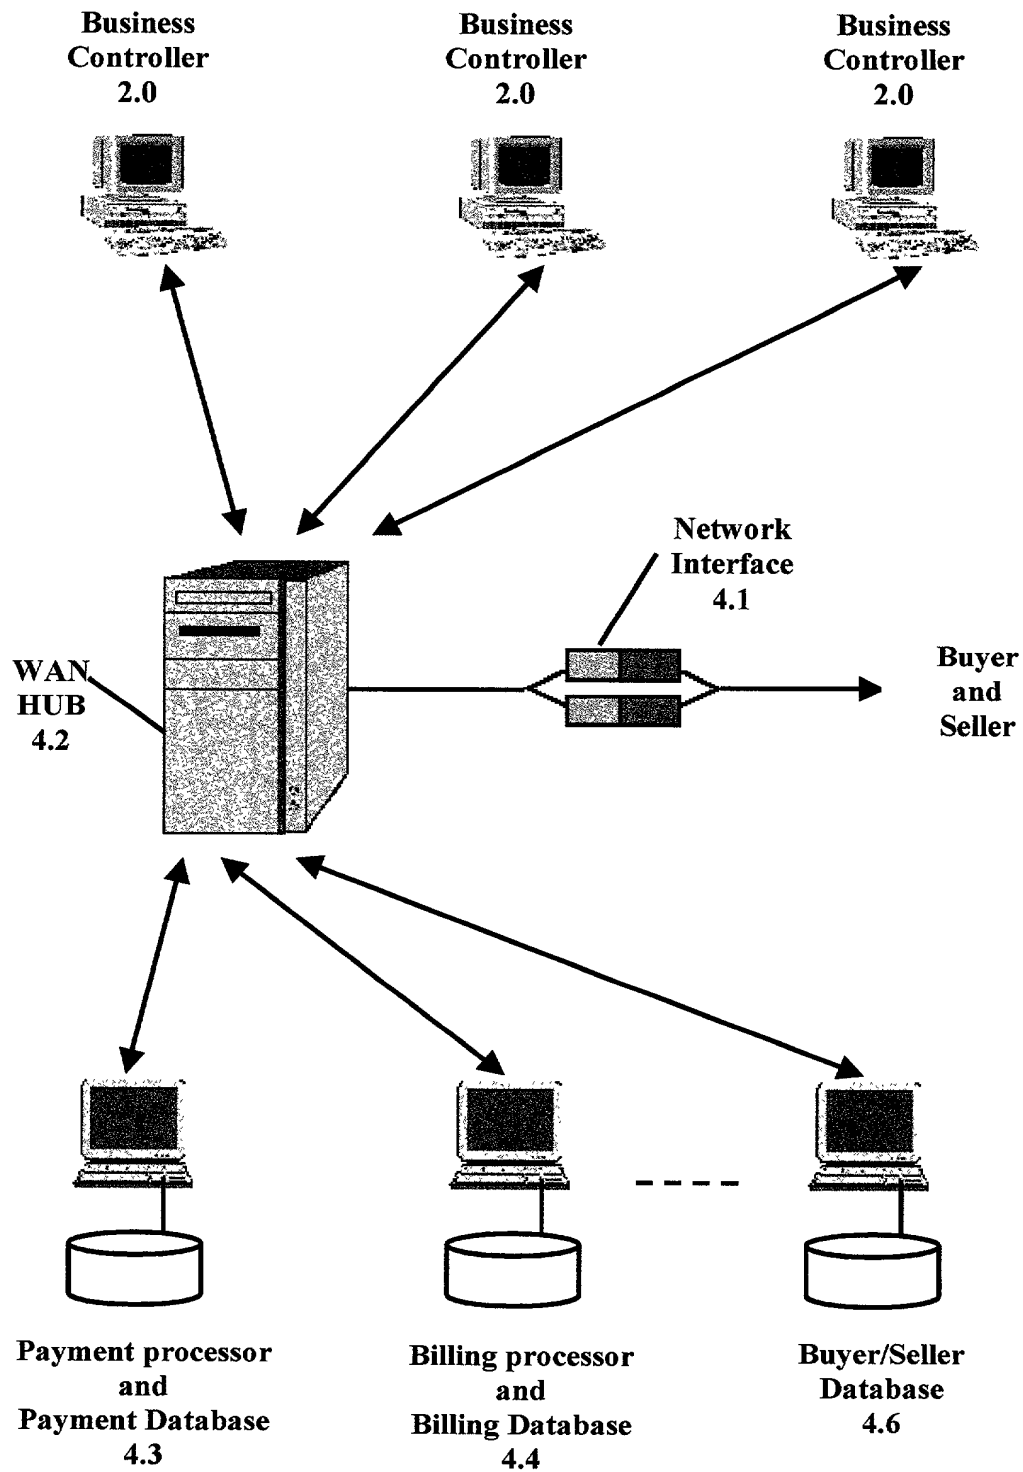 Business
Controller
2.0
Business
Controller
2.0
Business
Controller
2.0
Network
Interface
4.1
WAN
HUB
4.2
Buyer
and
Seller
Payment processor
and
Payment Database
4.3
Billing processor
and
Billing Database
4.4
Buyer/Seller
Database
4.6